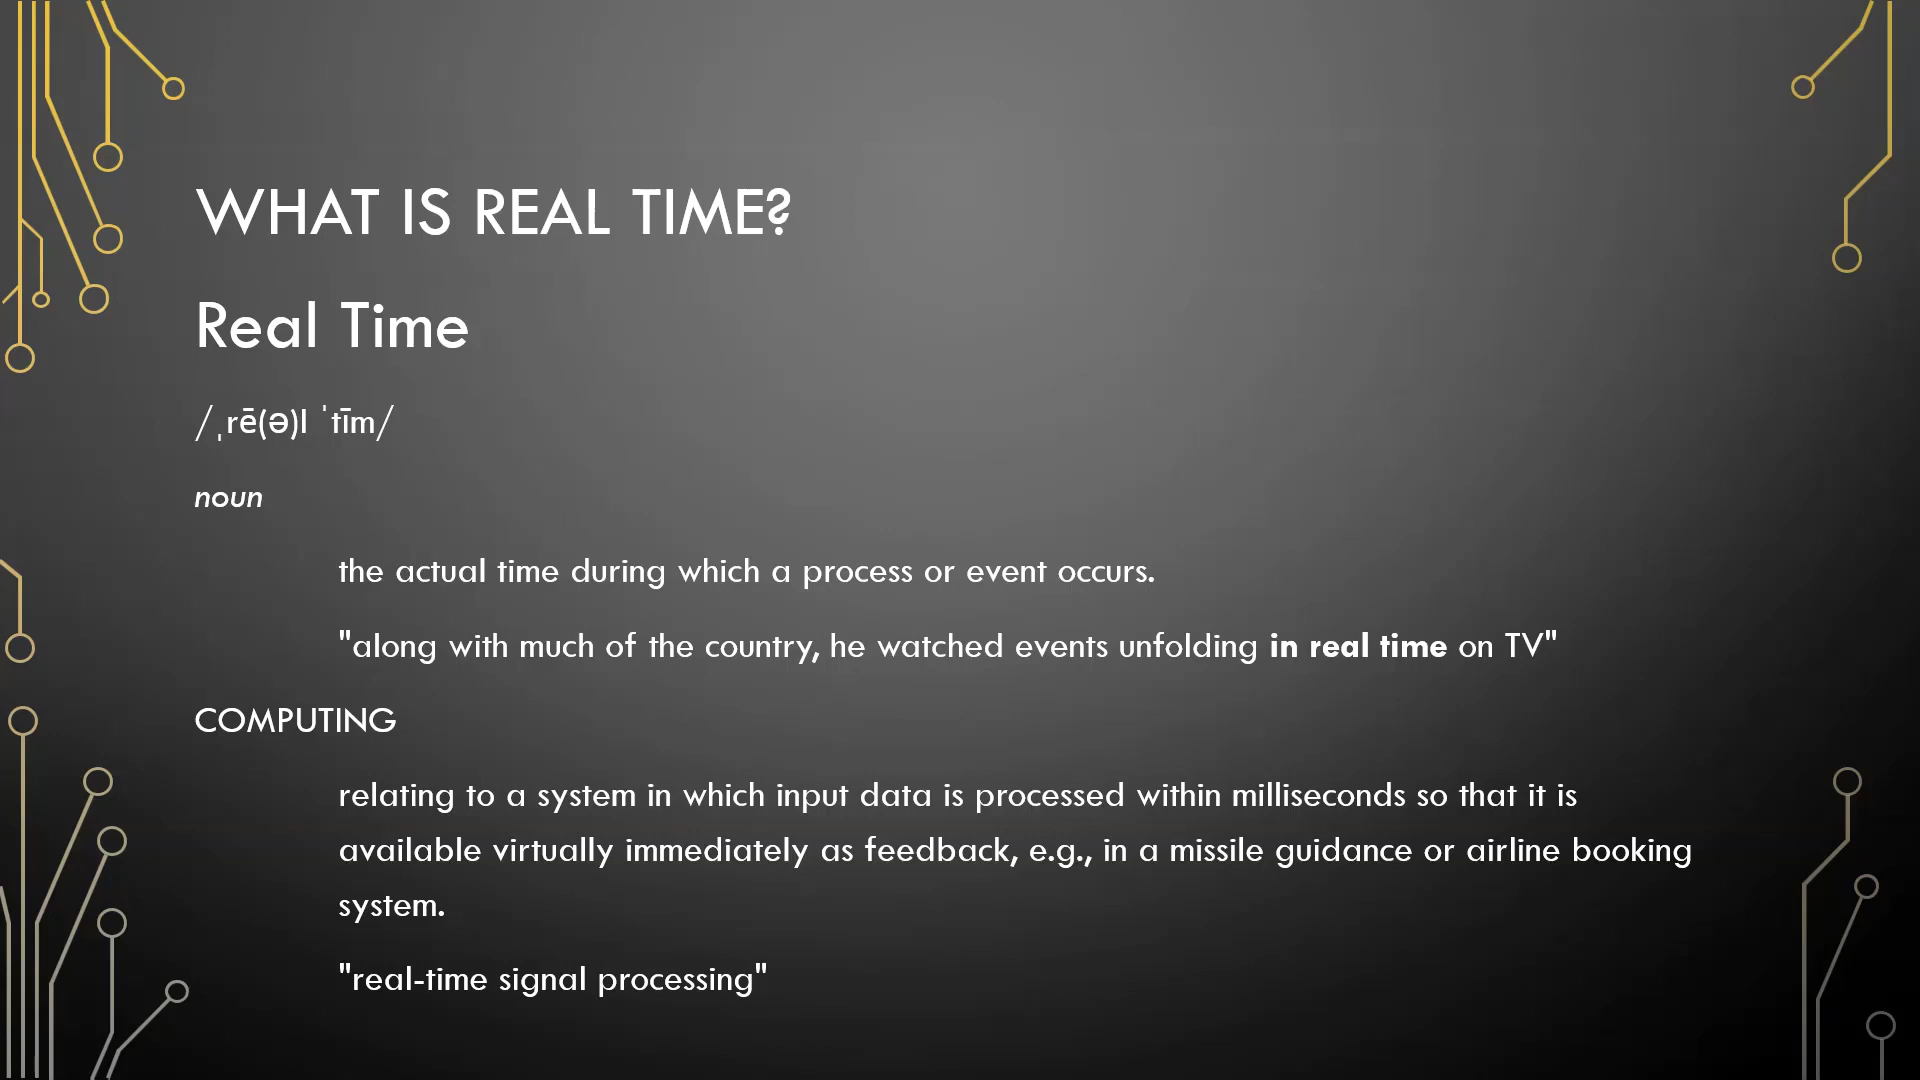 WHAT IS REAL TIME?
Real Time
/ˌrē(ə)l ˈtīm/
noun
the actual time during which a process or event occurs.
"along with much of the country, he watched events unfolding in real time on TV"
COMPUTING
relating to a system in which input data is processed within milliseconds so that it is
available virtually immediately as feedback, e.g., in a missile guidance or airline booking
system.
"real-time signal processing"